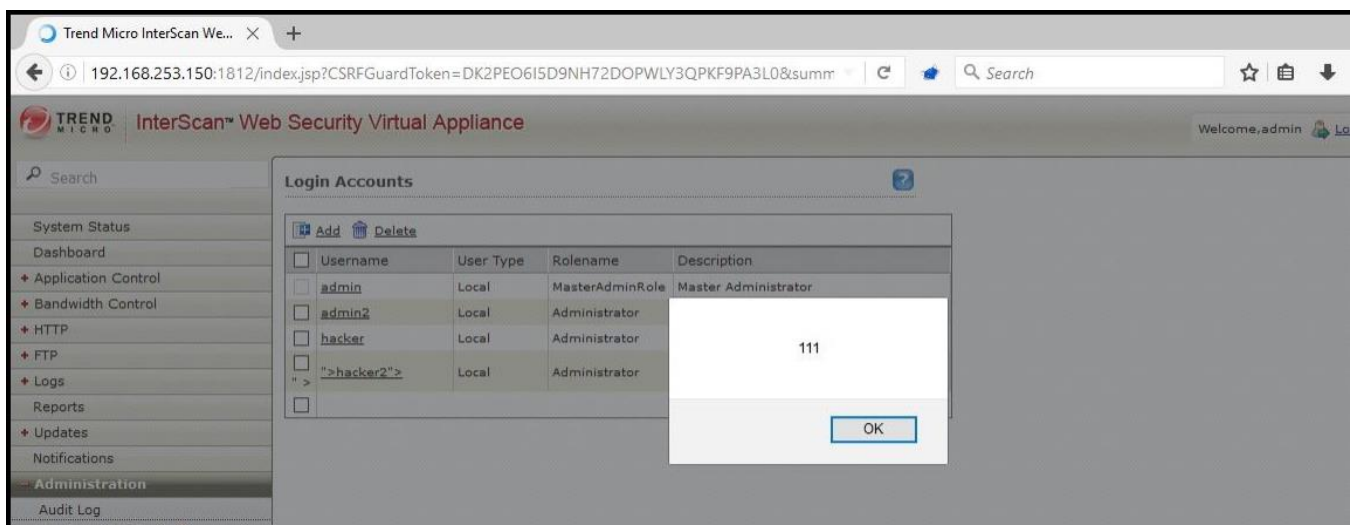 Trend Micro InterScan We...
192.168.253.150:1812/index.jsp?CSRFGuardToken=DK2PEO6I5D9NH72DOPWLY3QPKF9PA3L0&summ
Search
TREND MICRO InterScan™ Web Security Virtual Appliance
Welcome,admin Lo
Search
Login Accounts
System Status
Add Delete
Dashboard
Username User Type Rolename Description
+ Application Control
admin Local MasterAdminRole Master Administrator
+ Bandwidth Control
admin2 Local Administrator
+ HTTP
hacker Local Administrator
111
+ FTP
">hacker2"> Local Administrator
" >
+ Logs
Reports
+ Updates
OK
Notifications
- Administration
Audit Log